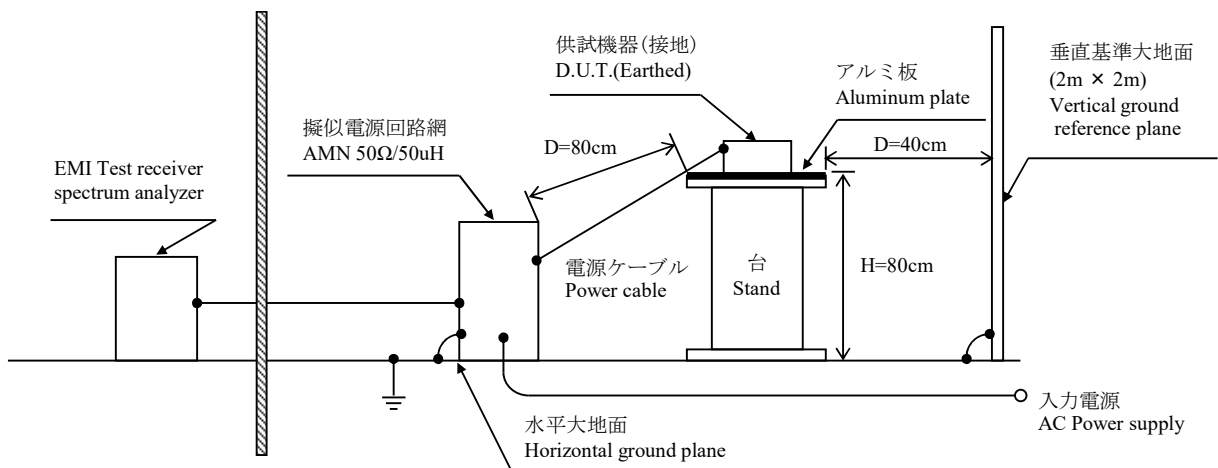 供試機器(接地)
D.U.T.(Earthed)
アルミ板
Aluminum plate
垂直基準大地面
(2m × 2m)
Vertical ground
reference plane
擬似電源回路網
AMN 50Ω/50uH
D=80cm
D=40cm
EMI Test receiver
spectrum analyzer
電源ケーブル
Power cable
台
Stand
H=80cm
水平大地面
Horizontal ground plane
入力電源
AC Power supply